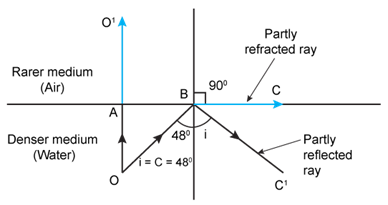 O¹
Partly
refracted ray
Rarer medium
(Air)
B
90⁰
C
A
Denser medium
(Water)
48⁰
i
i = C = 48⁰
Partly
reflected
ray
O
C¹